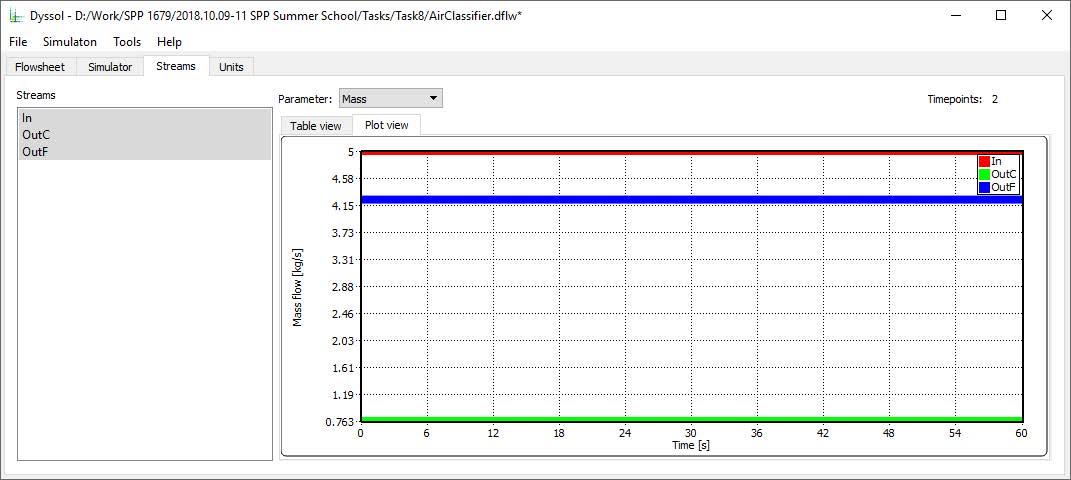 Dyssol - D:/Work/SPP 1679/2018.10.09-11 SPP Summer School/Tasks/Task8/AirClassifier.dflw*
File Simulaton Tools Help
Flowsheet Simulator Streams Units
Streams
In
OutC
OutF
Parameter: Mass
Timepoints: 2
Table view Plot view
Mass flow [kg/s]
5
4.58
4.15
3.73
3.31
2.88
2.46
2.03
1.61
1.19
0.763
In
OutC
OutF
0 6 12 18 24 30 36 42 48 54 60
Time [s]